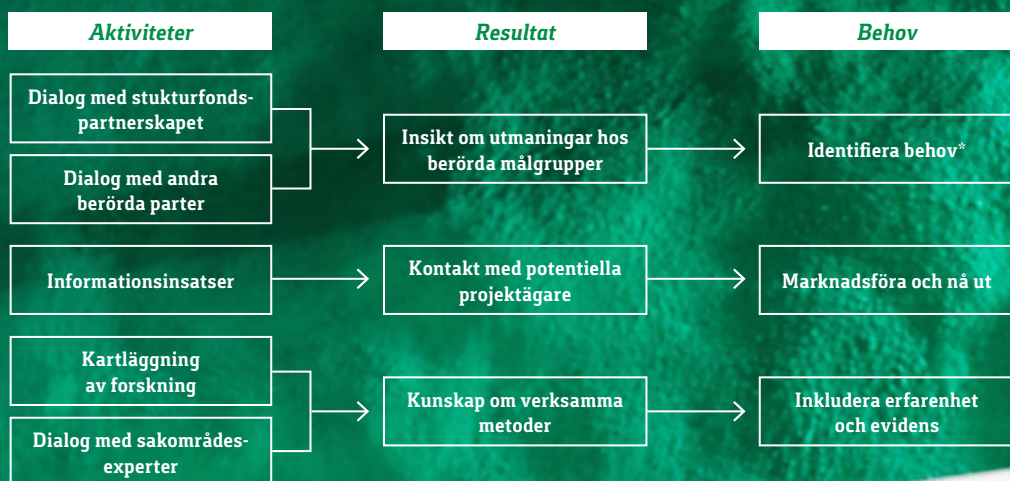 Aktiviteter
Resultat
Behov
Dialog med stukturfonds-
partnerskapet
Dialog med andra
berörda parter
Insikt om utmaningar hos
berörda målgrupper
Identifiera behov*
Informationsinsatser
Kontakt med potentiella
projektägare
Marknadsföra och nå ut
Kartläggning
av forskning
Dialog med sakområdes-
experter
Kunskap om verksamma
metoder
Inkludera erfarenhet
och evidens